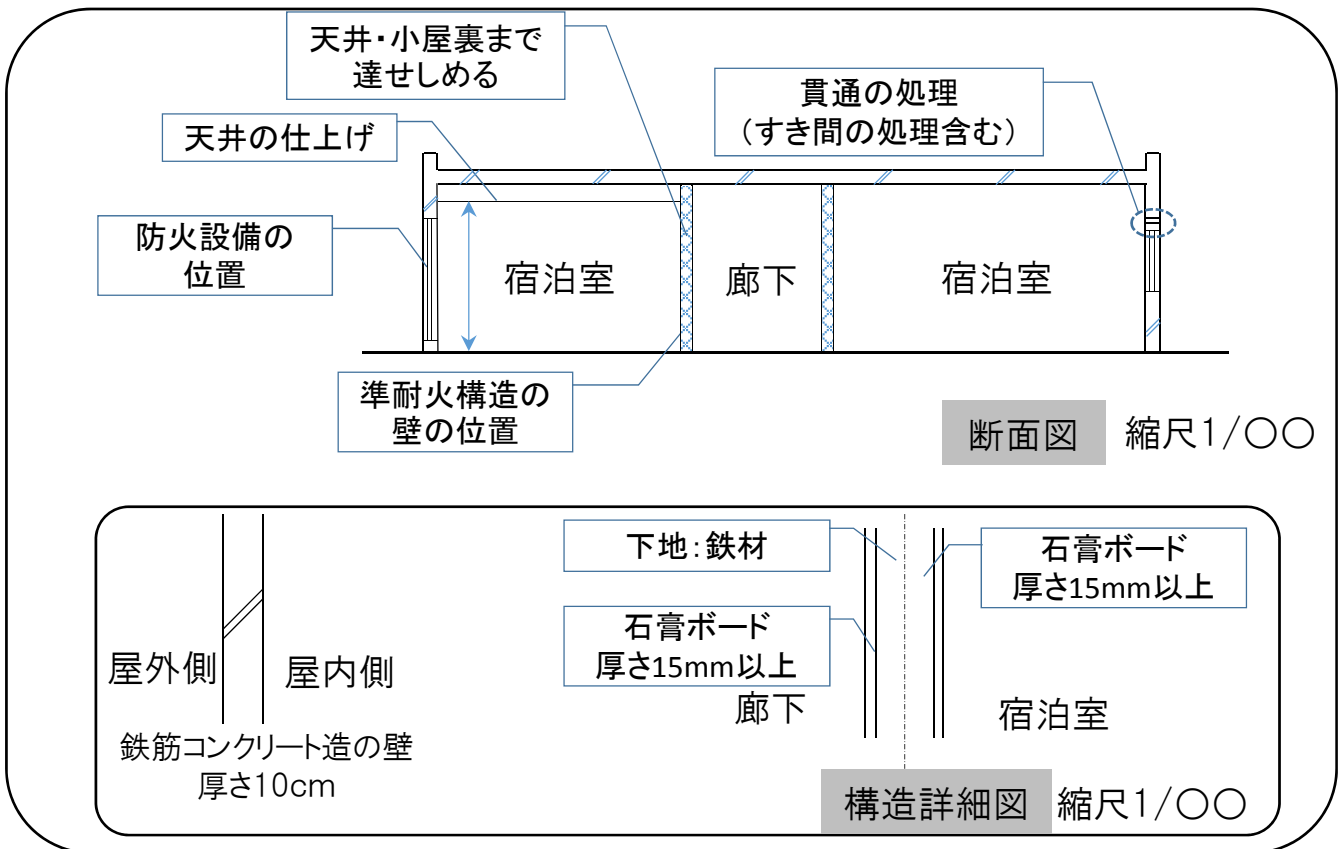 天井・小屋裏まで
達せしめる
貫通の処理
（すき間の処理含む）
天井の仕上げ
防火設備の
位置
宿泊室
廊下
宿泊室
準耐火構造の
壁の位置
断面図 縮尺1/〇〇
下地：鉄材
石膏ボード
厚さ15mm以上
石膏ボード
厚さ15mm以上
屋外側
屋内側
廊下
宿泊室
鉄筋コンクリート造の壁
厚さ10cm
構造詳細図 縮尺1/〇〇